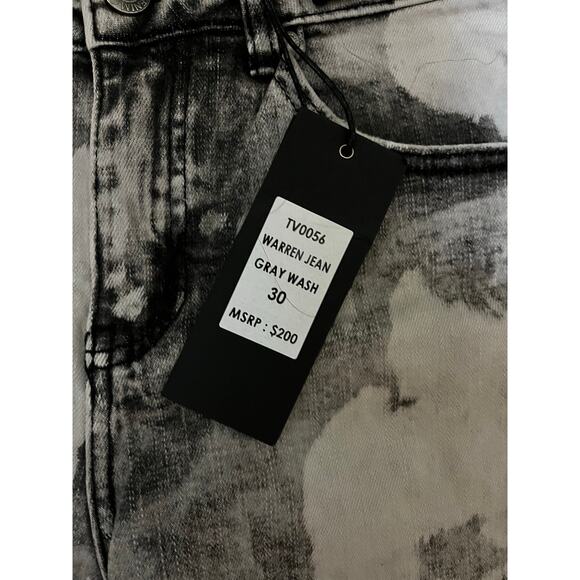 TV0056
WARREN JEAN
GRAY WASH
30
MSRP : $200